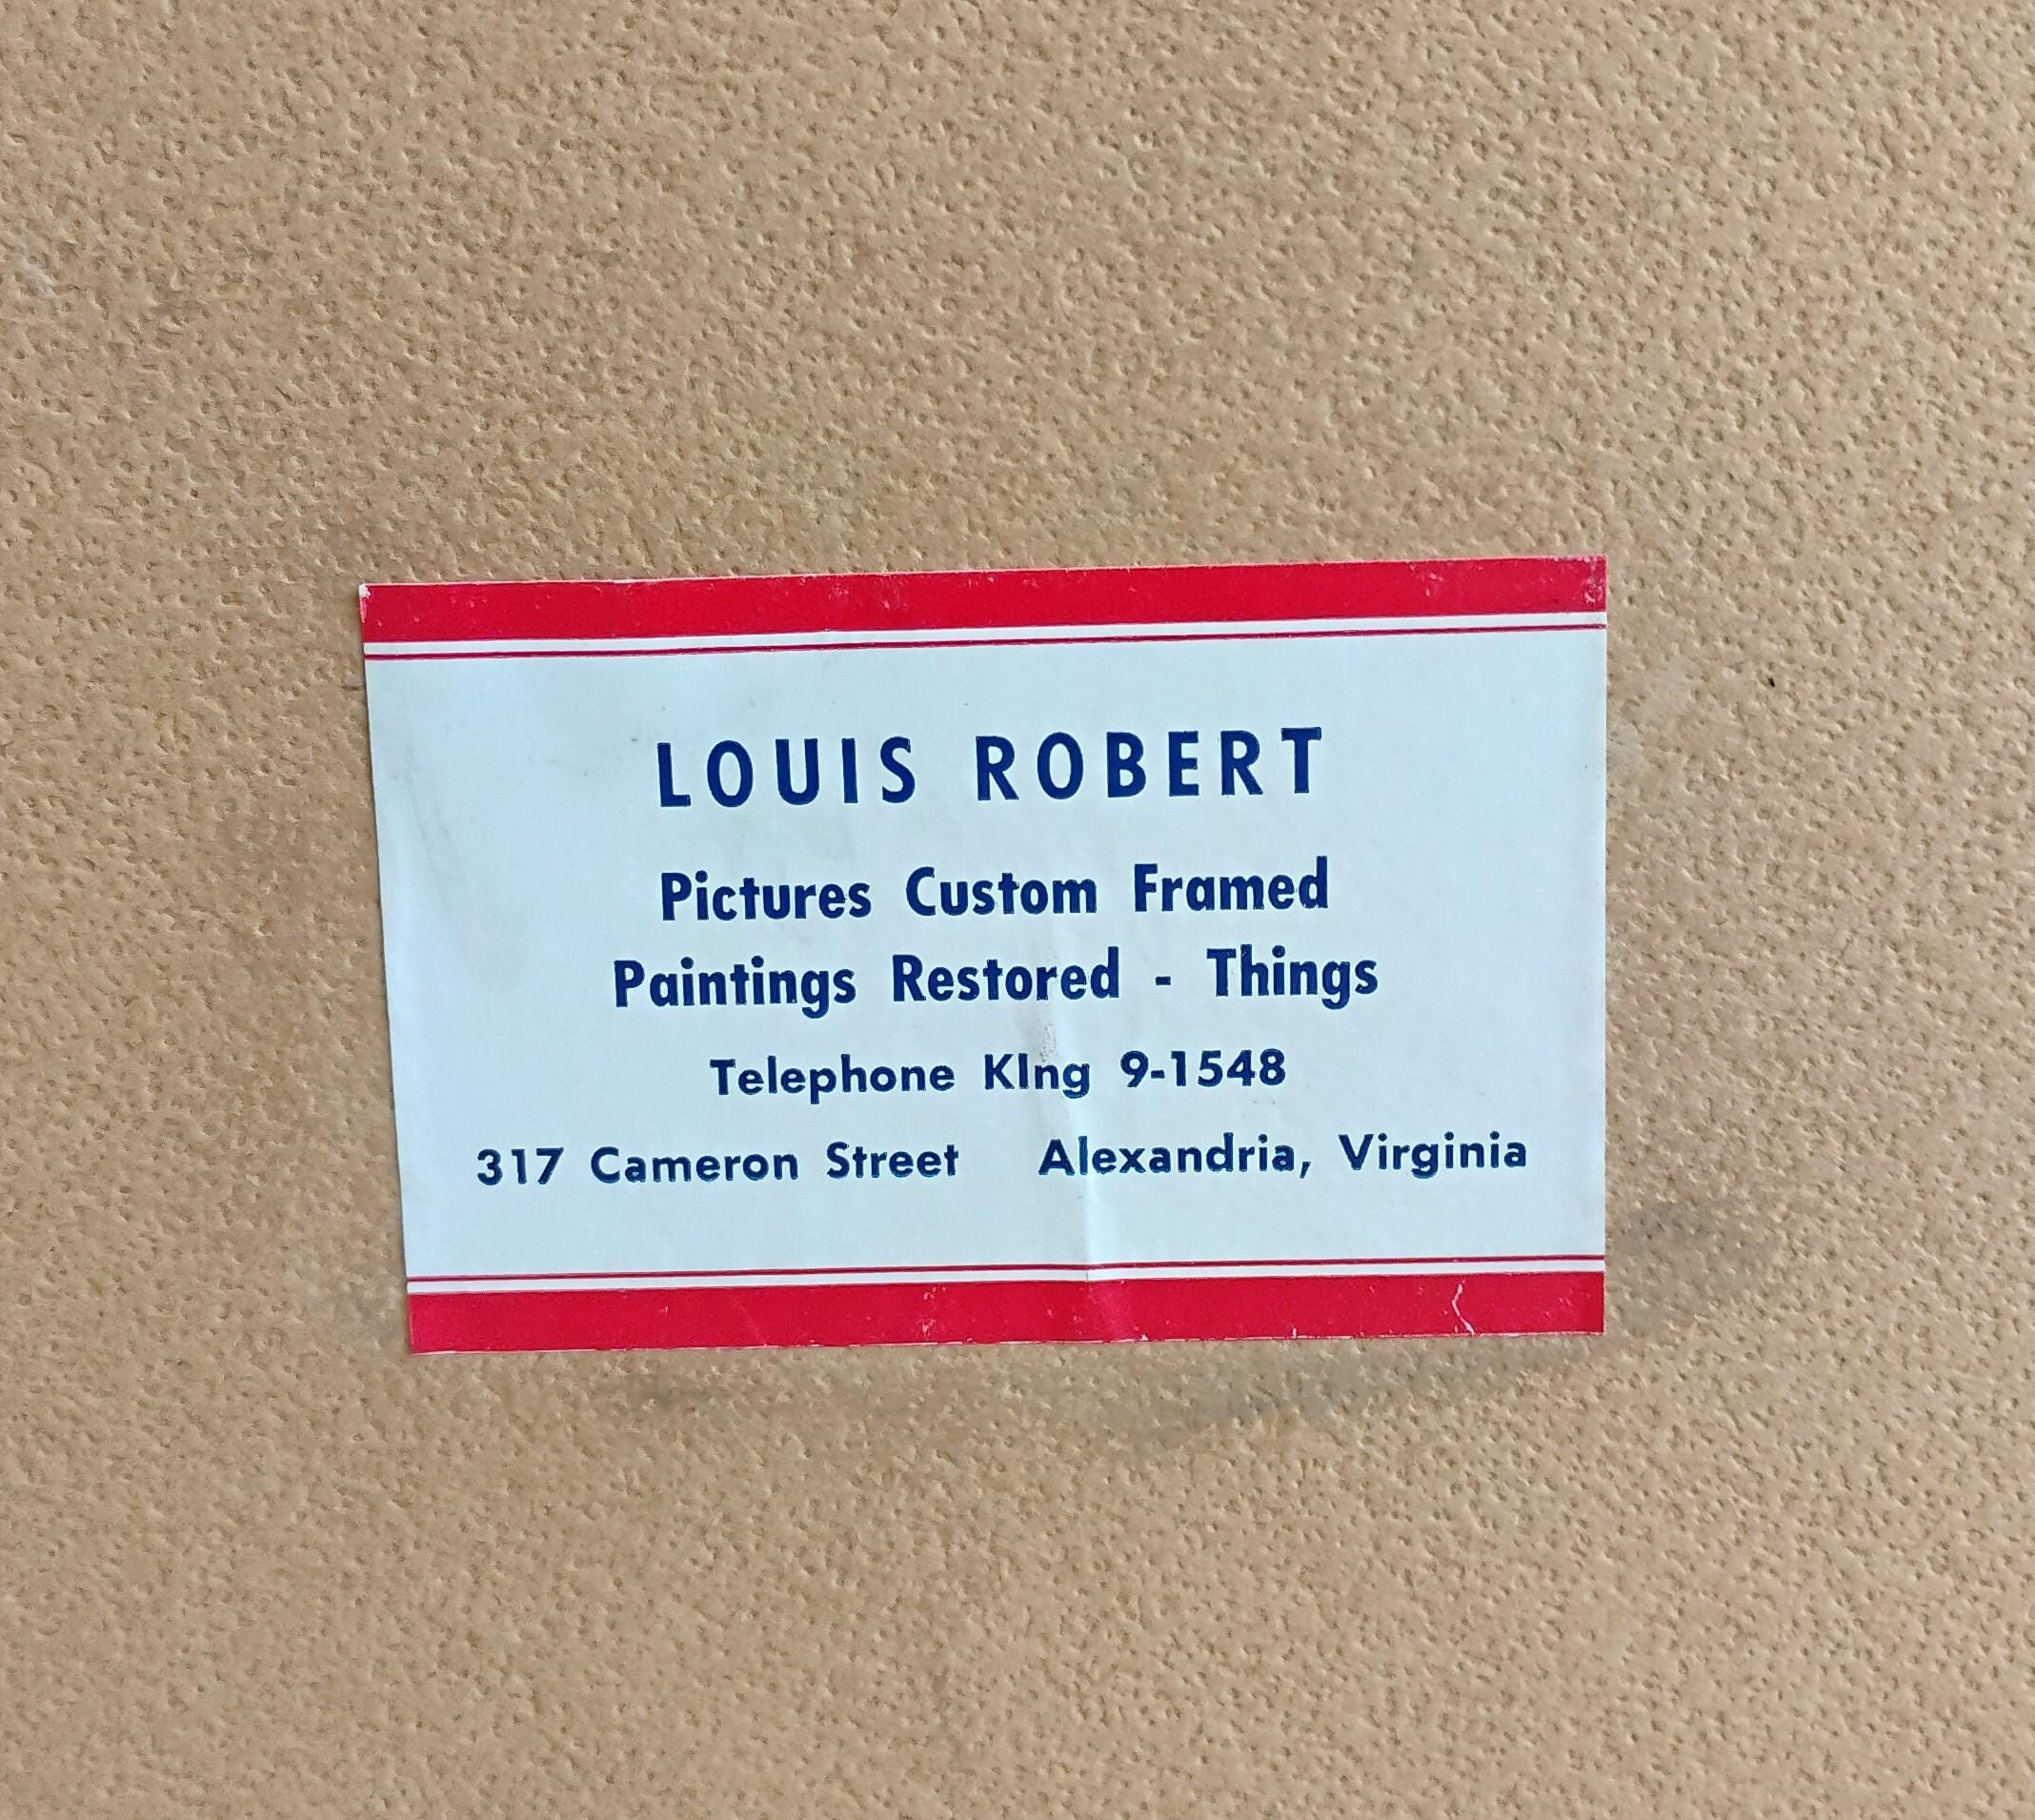 LOUIS ROBERT
Pictures Custom Framed
Paintings Restored - Things
Telephone KIng 9-1548
317 Cameron Street Alexandria, Virginia